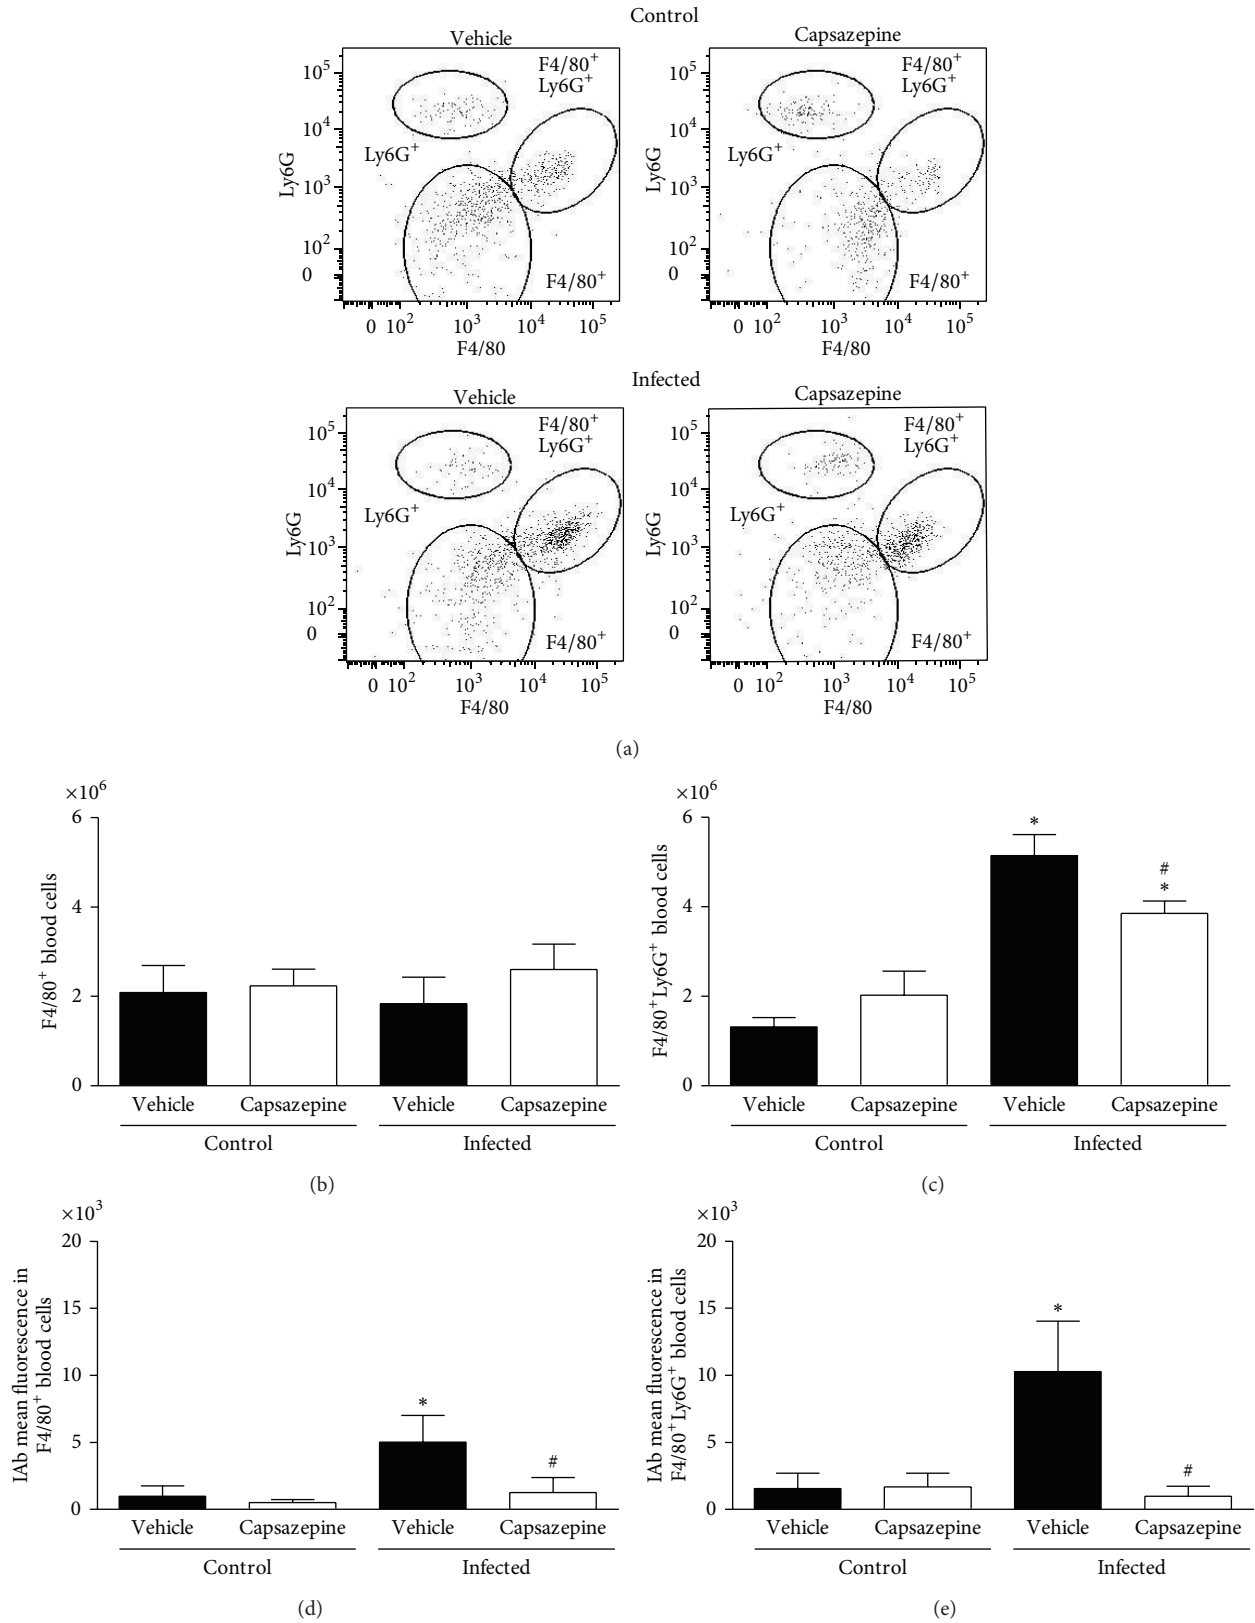 Control
Vehicle
Capsazepine
F4/80⁺
Ly6G⁺
Ly6G⁺
F4/80⁺
10⁵
10⁴
10³
10²
0
Ly6G
0 10² 10³ 10⁴ 10⁵
F4/80
F4/80⁺
Ly6G⁺
Ly6G⁺
F4/80⁺
10⁵
10⁴
10³
10²
0
Ly6G
0 10² 10³ 10⁴ 10⁵
F4/80
Infected
Vehicle
Capsazepine
F4/80⁺
Ly6G⁺
Ly6G⁺
F4/80⁺
10⁵
10⁴
10³
10²
0
Ly6G
0 10² 10³ 10⁴ 10⁵
F4/80
F4/80⁺
Ly6G⁺
Ly6G⁺
F4/80⁺
10⁵
10⁴
10³
10²
0
Ly6G
0 10² 10³ 10⁴ 10⁵
F4/80
(a)
×10⁶
6
4
2
0
F4/80⁺ blood cells
Vehicle Capsazepine Vehicle Capsazepine
Control Infected
(b)
×10⁶
6
4
2
0
F4/80⁺Ly6G⁺ blood cells
*
#
*
Vehicle Capsazepine Vehicle Capsazepine
Control Infected
(c)
×10³
20
15
10
5
0
IAb mean fluorescence in
F4/80⁺ blood cells
*
#
Vehicle Capsazepine Vehicle Capsazepine
Control Infected
(d)
×10³
20
15
10
5
0
IAb mean fluorescence in
F4/80⁺Ly6G⁺ blood cells
*
#
Vehicle Capsazepine Vehicle Capsazepine
Control Infected
(e)